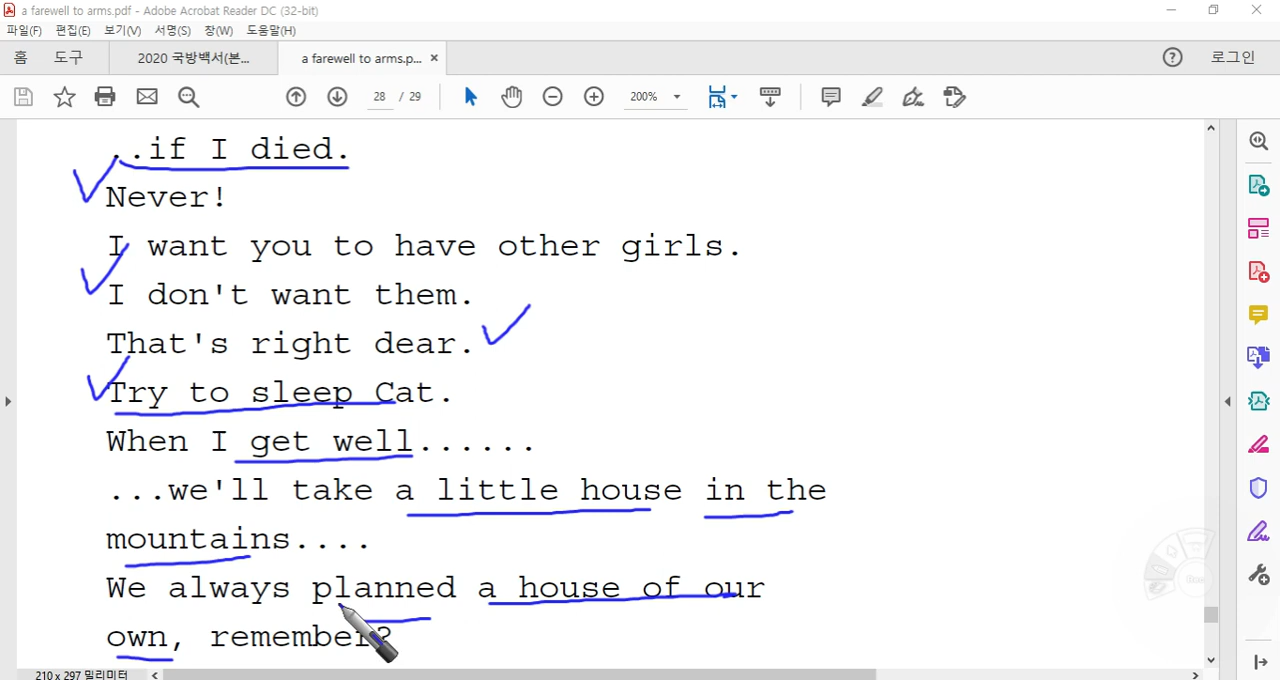 a farewell to arms.pdf - Adobe Acrobat Reader DC (32-bit)
파일(F) 편집(E) 보기(V) 서명(S) 창(W) 도움말(H)
홈 도구 2020 국방백서(본... a farewell to arms.p... × 로그인
28 / 29 200%
..if I died.
Never!
I want you to have other girls.
I don't want them.
That's right dear.
Try to sleep Cat.
When I get well......
...we'll take a little house in the
mountains....
We always planned a house of our
own, remember?
210 x 297 밀리미터